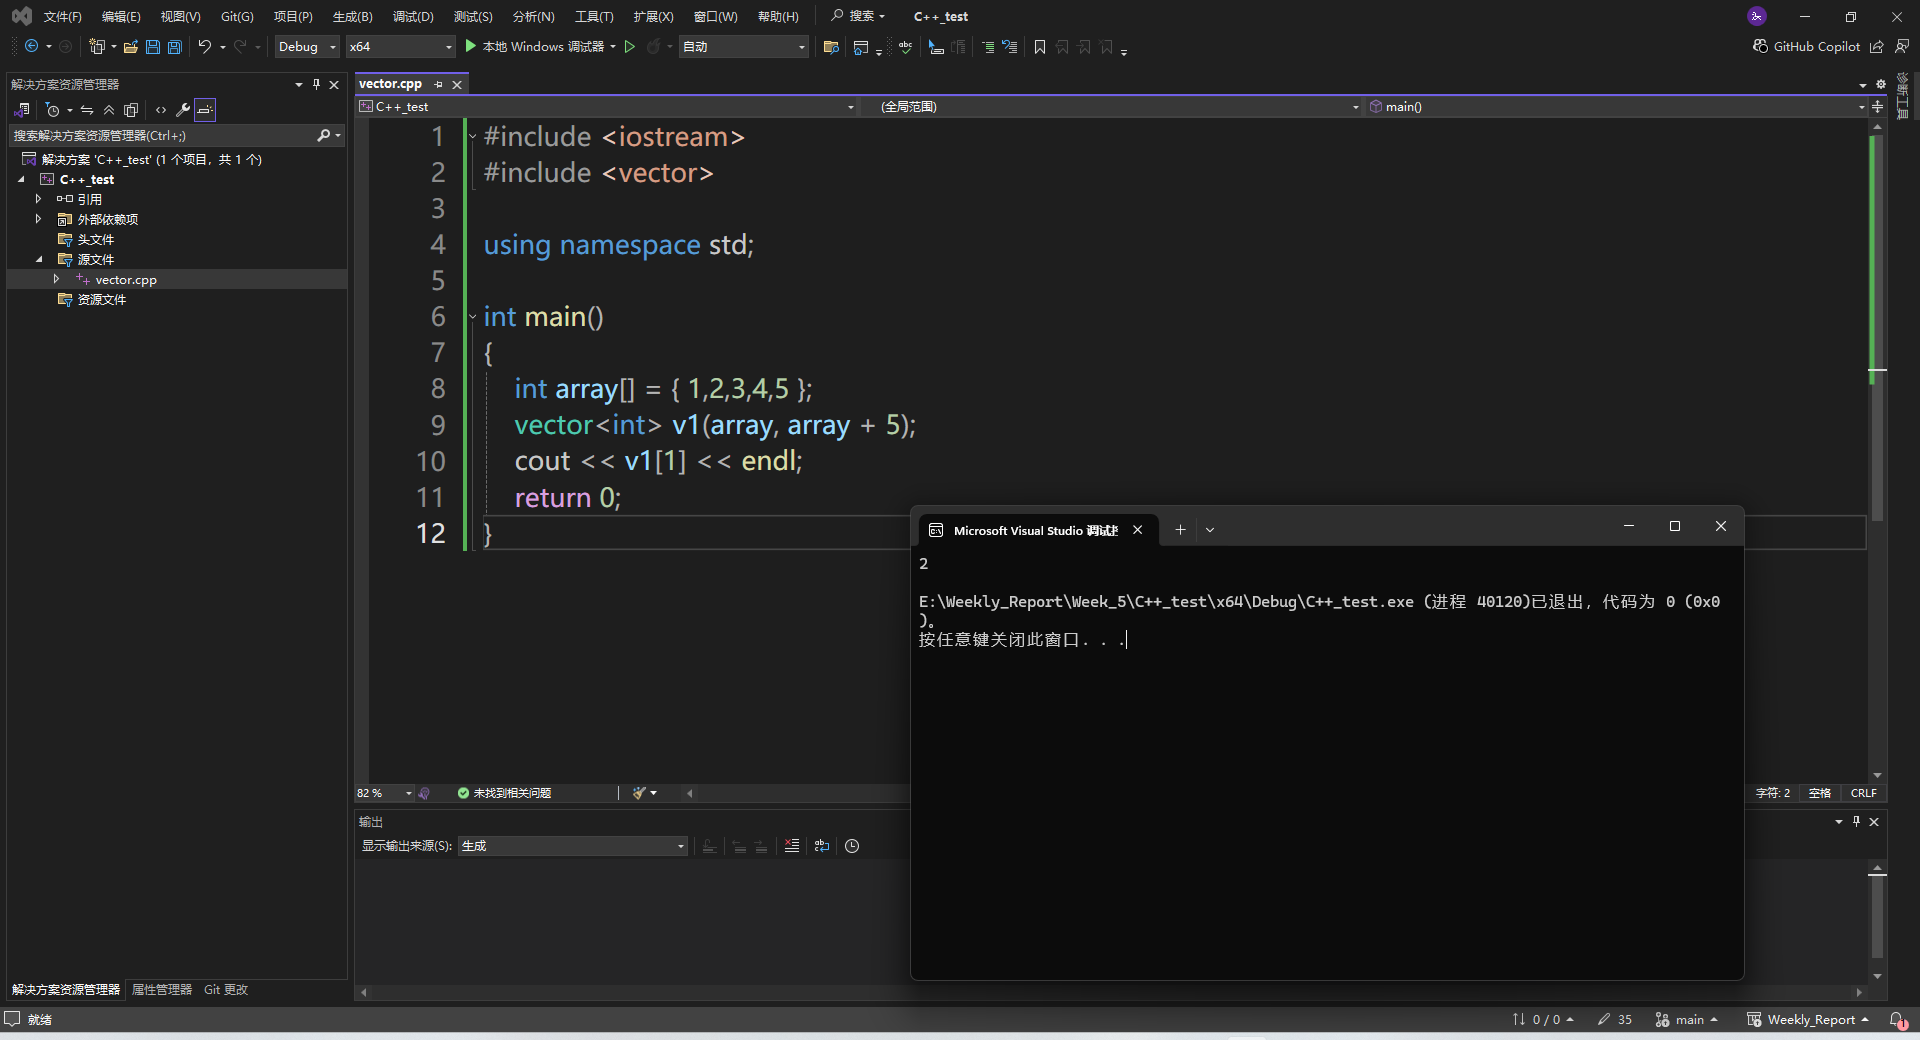 文件(F) 编辑(E) 视图(V) Git(G) 项目(P) 生成(B) 调试(D) 测试(S) 分析(N) 工具(T) 扩展(X) 窗口(W) 帮助(H) 搜索 C++_test
Debug x64 本地 Windows 调试器 自动 GitHub Copilot
解决方案资源管理器
搜索解决方案资源管理器(Ctrl+;)
解决方案 'C++_test' (1 个项目，共 1 个)
C++_test
引用
外部依赖项
头文件
源文件
vector.cpp
资源文件
解决方案资源管理器 属性管理器 Git 更改
vector.cpp
C++_test (全局范围) main()
1 #include <iostream>
2 #include <vector>
3
4 using namespace std;
5
6 int main()
7 {
8 int array[] = { 1,2,3,4,5 };
9 vector<int> v1(array, array + 5);
10 cout << v1[1] << endl;
11 return 0;
12 }
82 % 未找到相关问题 字符: 2 空格 CRLF
输出
显示输出来源(S): 生成
Microsoft Visual Studio 调试
2
E:\Weekly_Report\Week_5\C++_test\x64\Debug\C++_test.exe (进程 40120)已退出，代码为 0 (0x0
)。
按任意键关闭此窗口. . .
诊断工具
就绪 0 / 0 35 main Weekly_Report 1